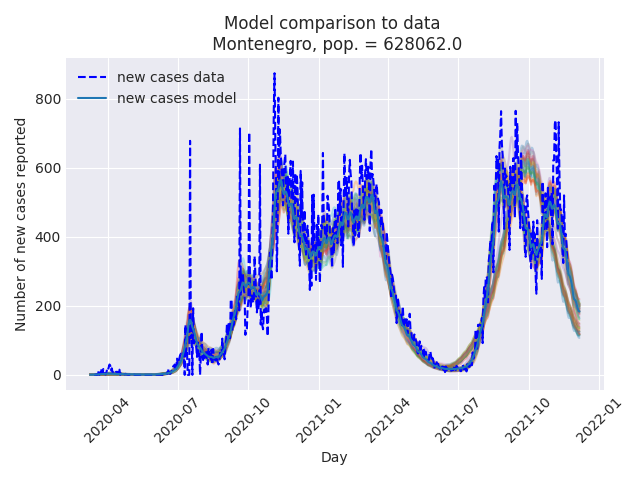 Model comparison to data
Montenegro, pop. = 628062.0
new cases data
new cases model
Number of new cases reported
800
600
400
200
0
2020-04
2020-07
2020-10
2021-01
2021-04
2021-07
2021-10
2022-01
Day